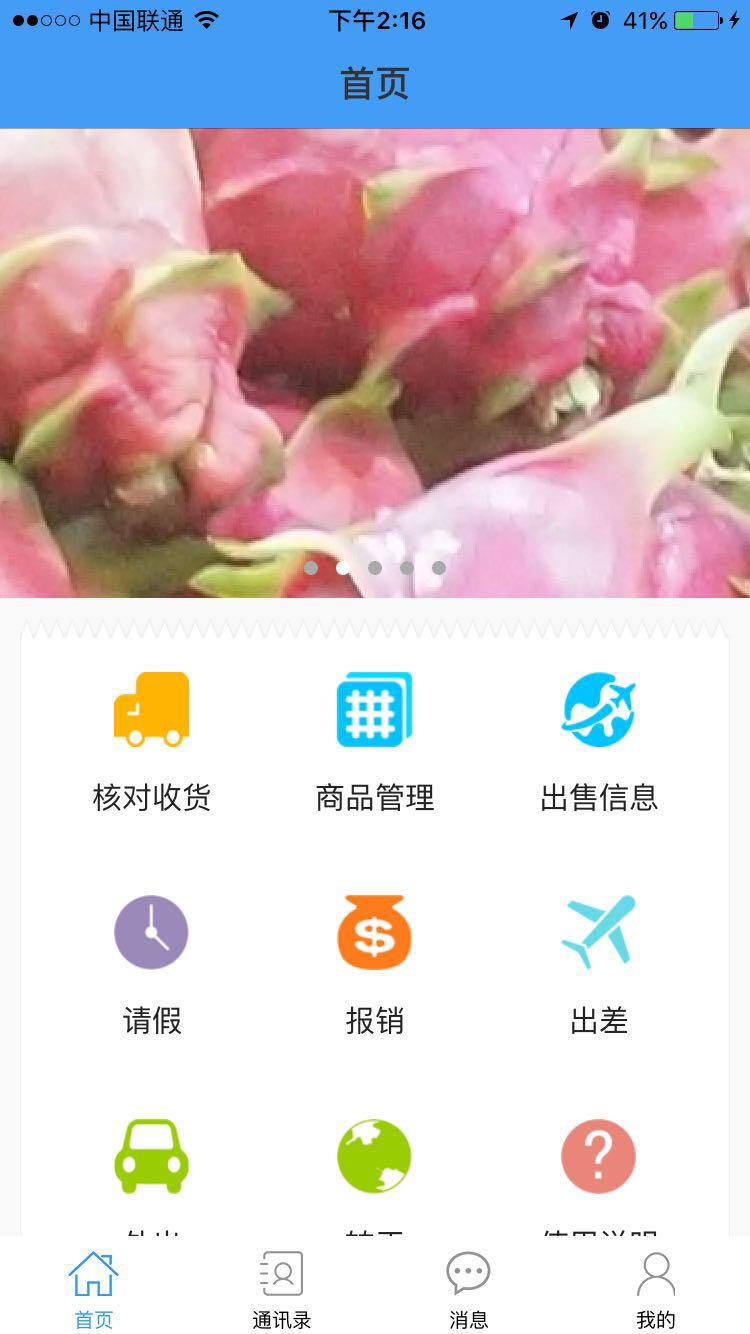 中国联通 下午2:16 41%
首页
核对收货 商品管理 出售信息
请假 报销 出差
首页 通讯录 消息 我的